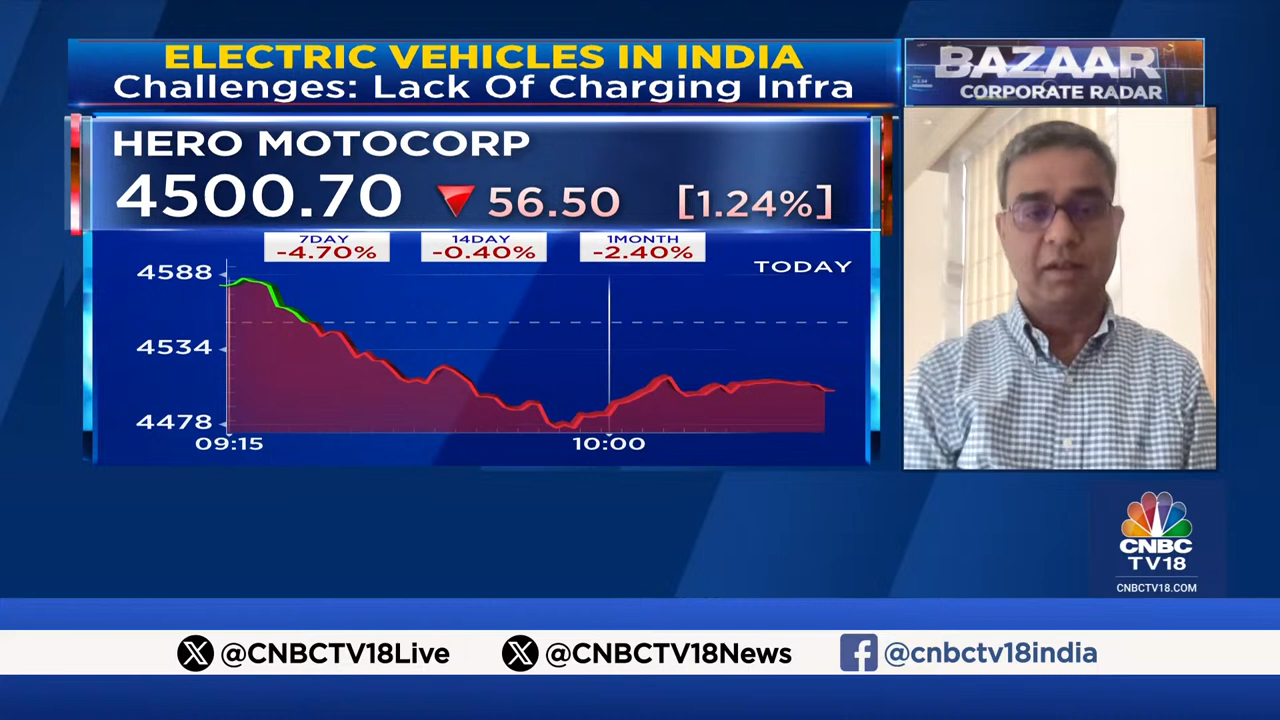 ELECTRIC VEHICLES IN INDIA
Challenges: Lack Of Charging Infra
BAZAAR
CORPORATE RADAR
HERO MOTOCORP
4500.70 ▼ 56.50 [1.24%]
7DAY
-4.70%
14DAY
-0.40%
1MONTH
-2.40%
TODAY
4588
4534
4478
09:15
10:00
CNBC
TV18
CNBCTV18.COM
@CNBCTV18Live
@CNBCTV18News
@cnbctv18india